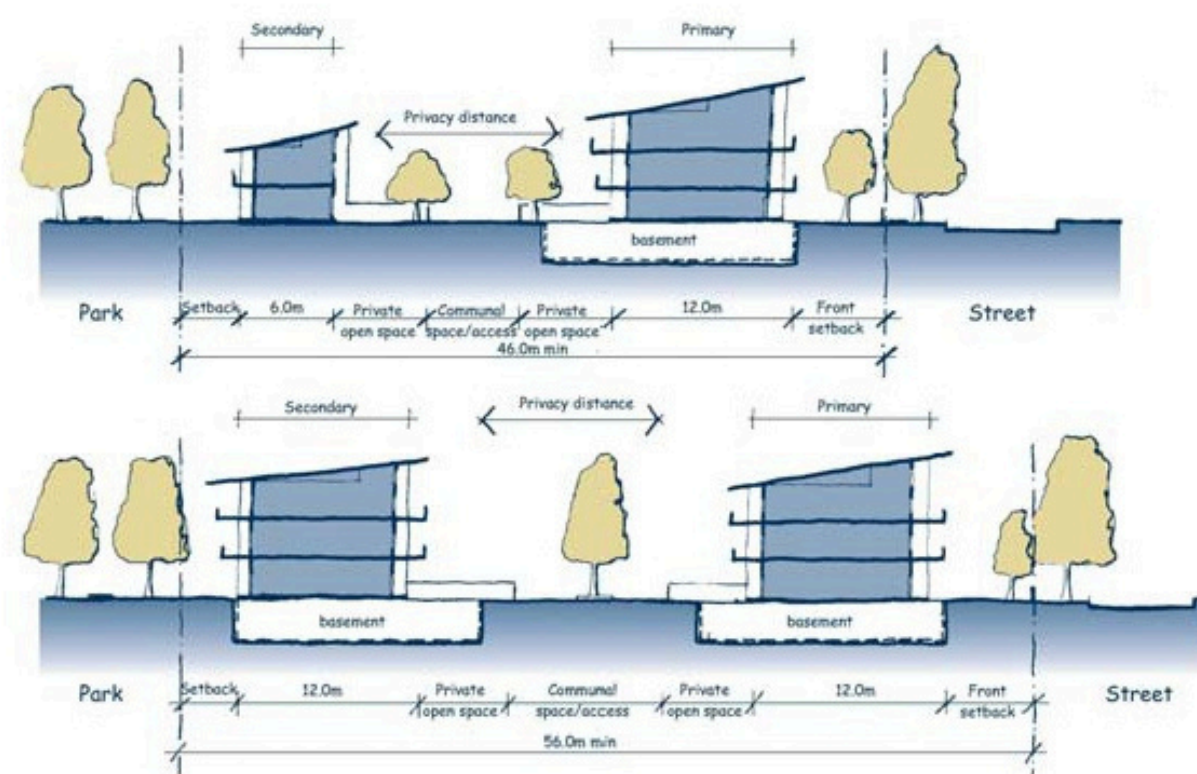 Secondary Primary
Privacy distance
basement
Park Setback 6.0m Private open space Communal space/access Private open space 12.0m Front setback Street
46.0m min
Secondary Privacy distance Primary
basement basement
Park Setback 12.0m Private open space Communal space/access Private open space 12.0m Front setback Street
56.0m min